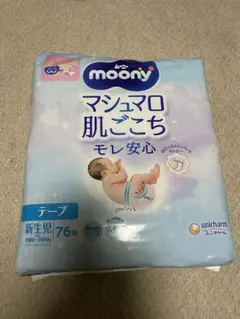 ムーニー
moony
マシュマロ
肌ごこち
モレ安心
テープ
新生児
76枚
unicharm
ユニ・チャーム